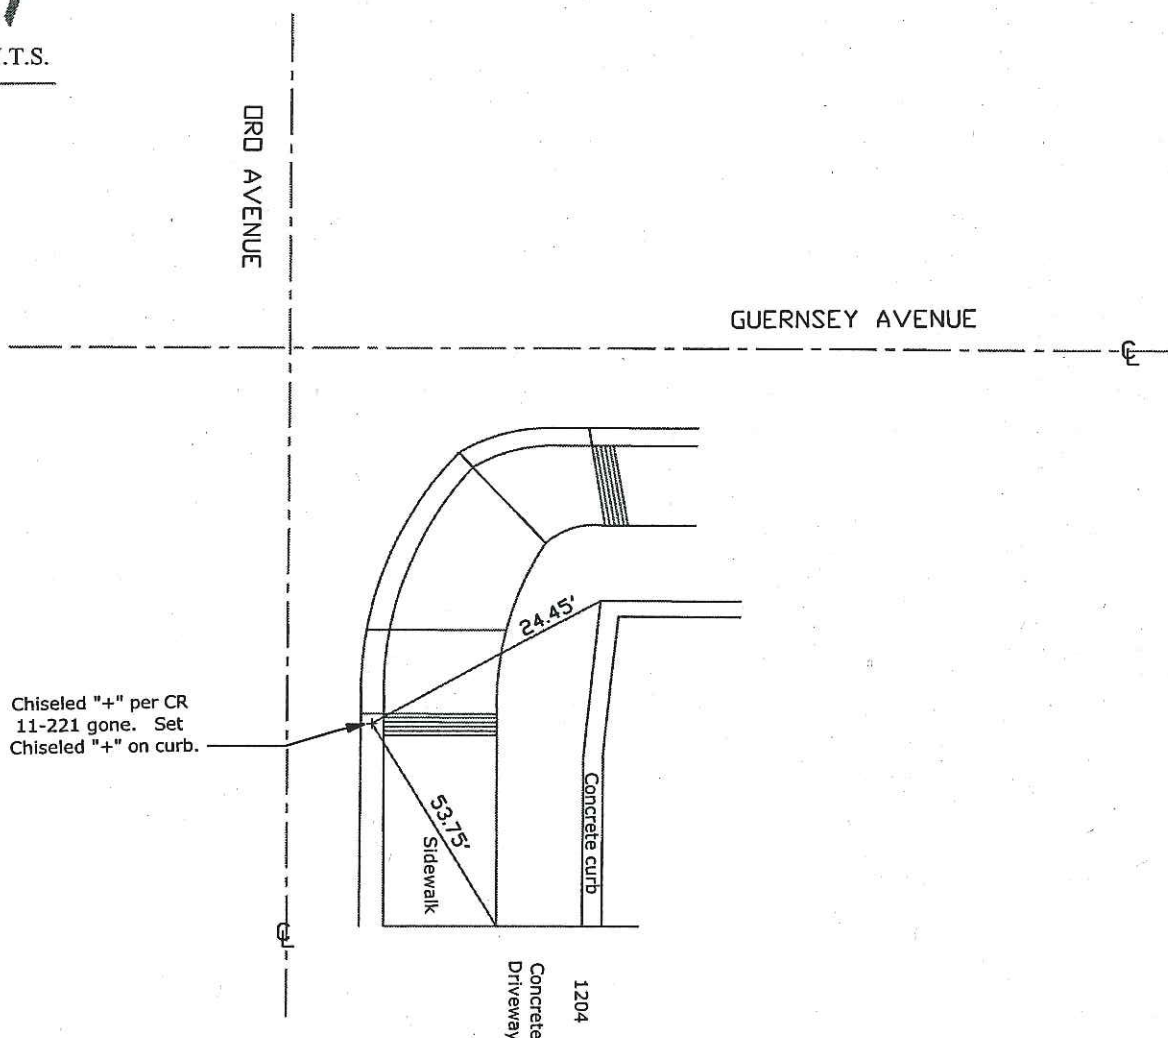 .T.S.
ORO AVENUE
GUERNSEY AVENUE
℄
24.45'
Chiseled "+" per CR
11-221 gone. Set
Chiseled "+" on curb.
53.75'
Sidewalk
Concrete curb
℄
1204
Concrete
Driveway